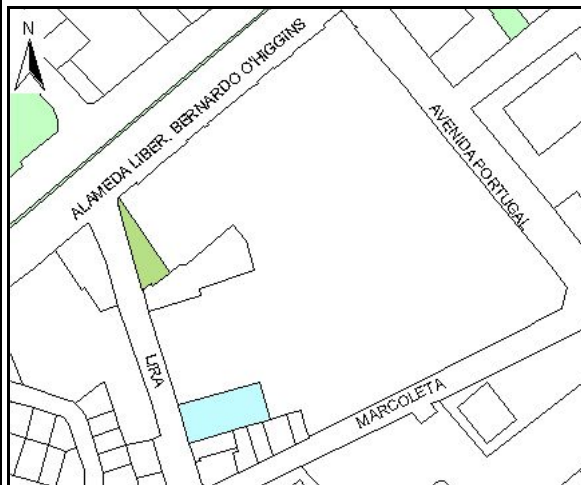 N
ALAMEDA LIBER. BERNARDO O'HIGGINS
AVENIDA PORTUGAL
LIRA
MARCOLETA